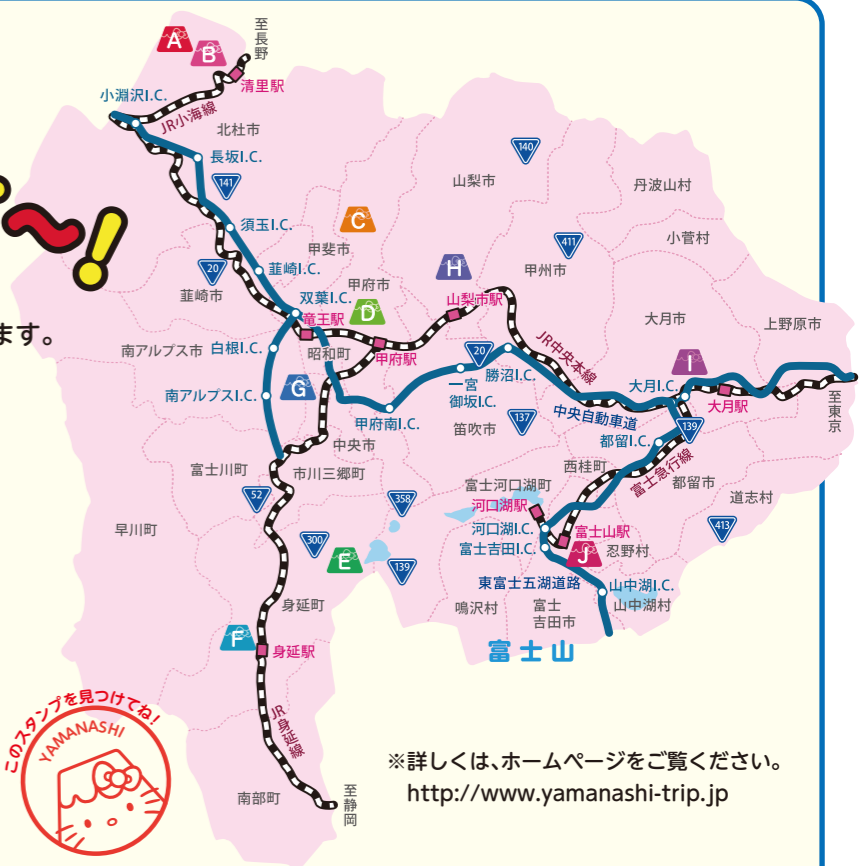 至長野
A
B
清里駅
小淵沢I.C.
JR小海線
北杜市
長坂I.C.
140
山梨市
丹波山村
141
C
須玉I.C.
甲斐市
411
小菅村
韮崎I.C.
20
H
甲州市
韮崎市
甲府市
双葉I.C.
D
山梨市駅
竜王駅
大月市
上野原市
ます。
南アルプス市
白根I.C.
昭和町
甲府駅
20
JR中央本線
I
勝沼I.C.
大月I.C.
南アルプスI.C.
G
一宮
御坂I.C.
大月駅
至東京
甲府南I.C.
137
中央自動車道
笛吹市
139
都留I.C.
中央市
富士川町
市川三郷町
西桂町
富士急行線
都留市
富士河口湖町
52
358
道志村
河口湖駅
早川町
300
河口湖I.C.
富士山駅
413
E
139
富士吉田I.C.
J
忍野村
東富士五湖道路
山中湖I.C.
身延町
鳴沢村
富士
吉田市
山中湖村
F
身延駅
富士山
このスタンプを見つけてね!
YAMANASHI
JR身延線
※詳しくは、ホームページをご覧ください。
http://www.yamanashi-trip.jp
南部町
至静岡